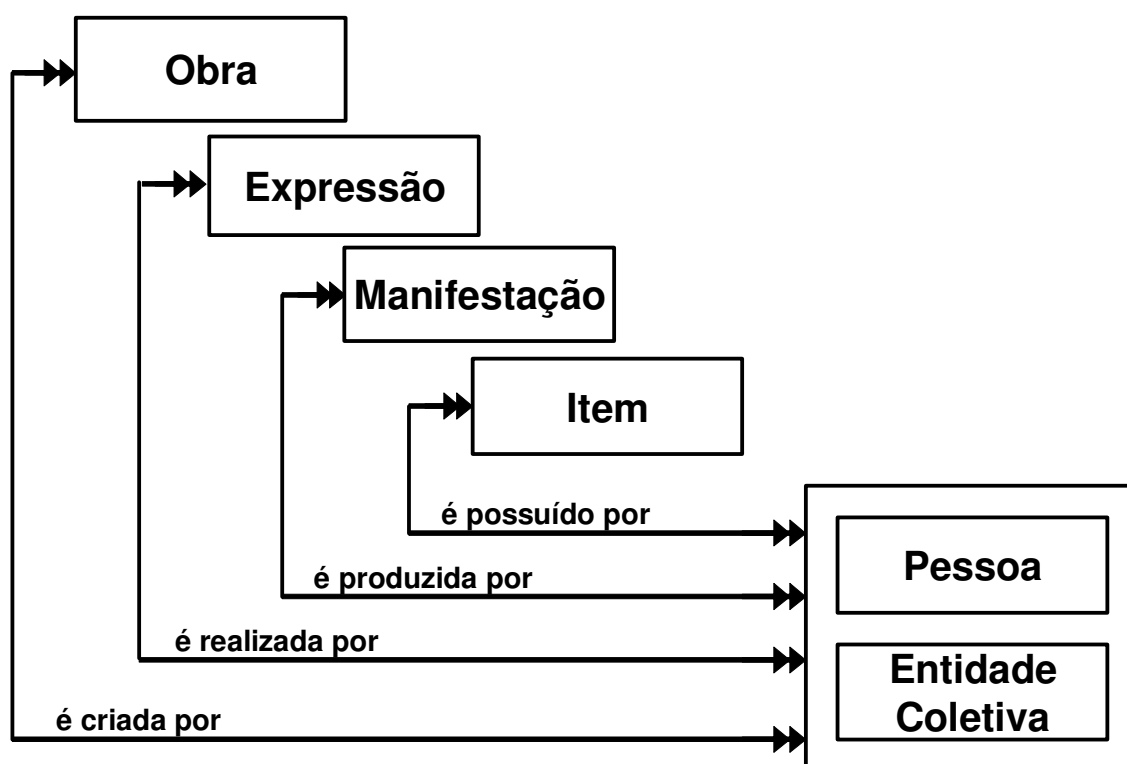 Obra
Expressão
Manifestação
Item
é possuído por
Pessoa
é produzida por
é realizada por
Entidade
Coletiva
é criada por